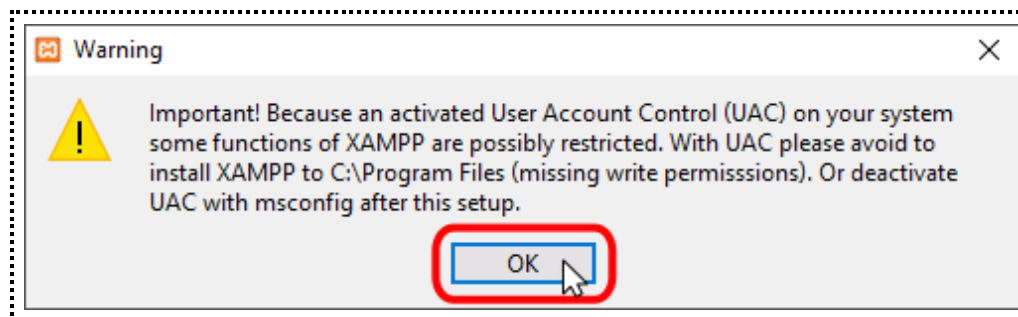 Warning
Important! Because an activated User Account Control (UAC) on your system
some functions of XAMPP are possibly restricted. With UAC please avoid to
install XAMPP to C:\Program Files (missing write permisssions). Or deactivate
UAC with msconfig after this setup.
OK